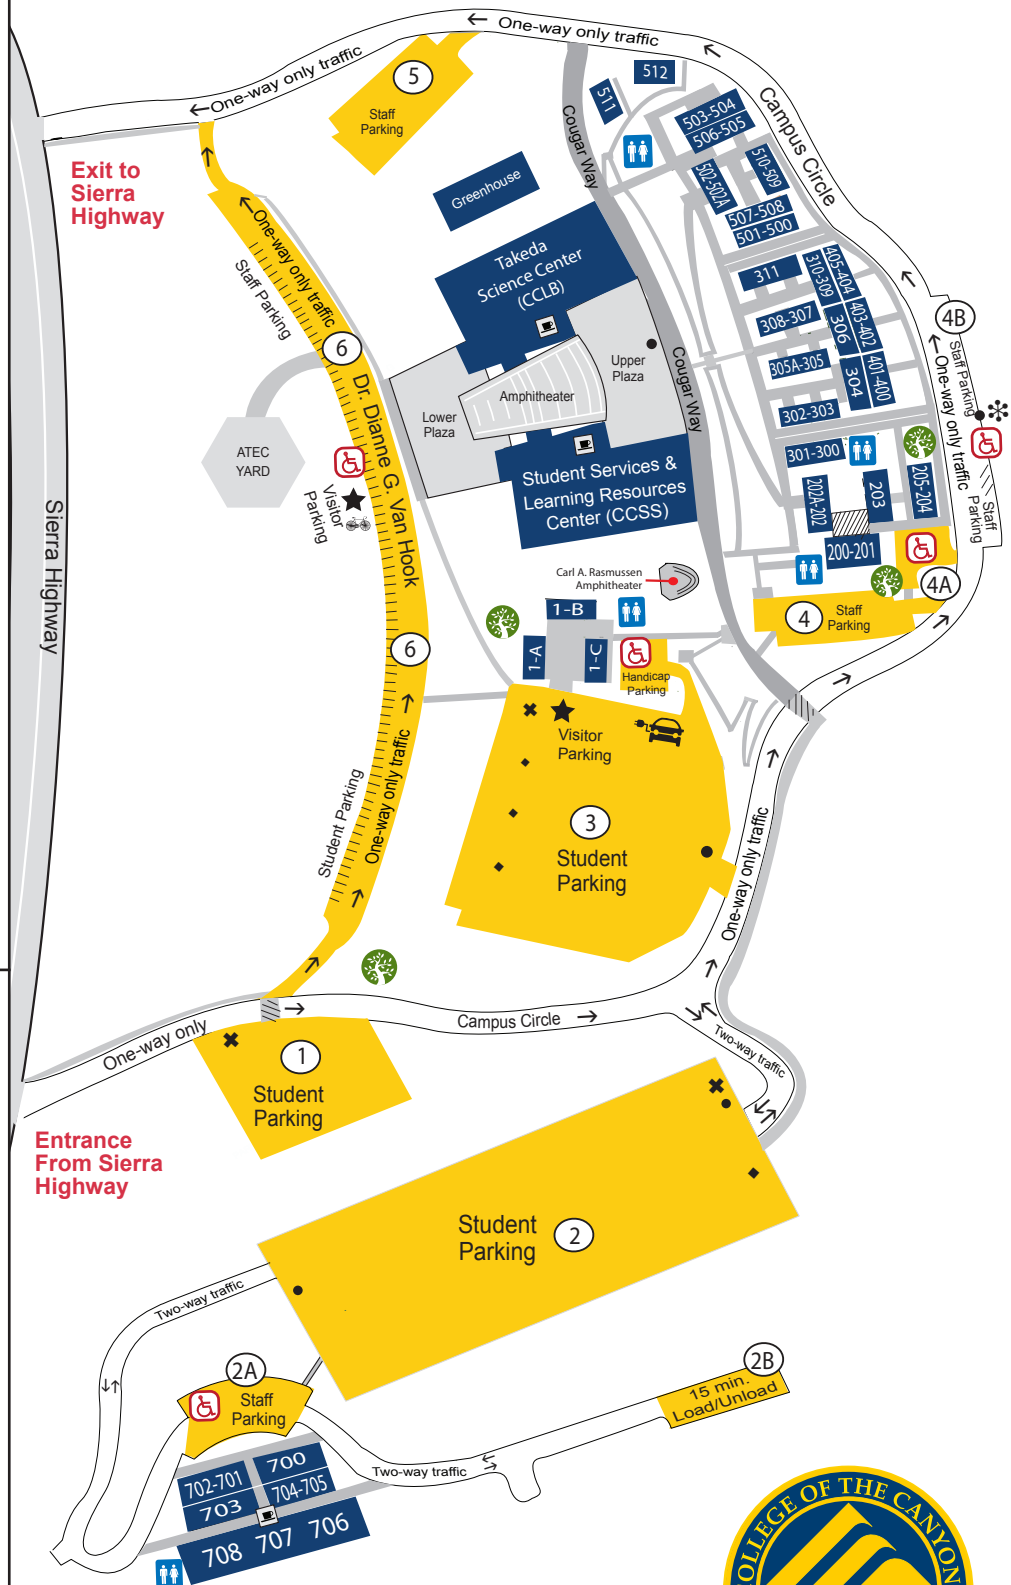 One-way only traffic
One-way only traffic
5
Staff
Parking
512
511
503-504
506-505
Campus Circle
Cougar Way
510-509
502-502A
507-508
501-500
Exit to
Sierra
Highway
Greenhouse
One-way only traffic
Staff Parking
Takeda
Science Center
(CCLB)
311
310-309
405-404
308-307
306
403-402
305A-305
304
401-400
302-303
4B
Staff Parking
One-way only traffic
6
Dr. Dianne G. Van Hook
Upper
Plaza
Cougar Way
Amphitheater
Lower
Plaza
ATEC
YARD
Visitor
Parking
Student Services &
Learning Resources
Center (CCSS)
301-300
202A-202
203
205-204
200-201
Staff
Parking
Sierra Highway
Carl A. Rasmussen
Amphitheater
4A
4
Staff
Parking
1-B
1-A
1-C
Handicap
Parking
6
Visitor
Parking
One-way only traffic
Student Parking
3
Student
Parking
One-way only traffic
One-way only
Campus Circle
Two-way traffic
1
Student
Parking
Entrance
From Sierra
Highway
Student
Parking
2
Two-way traffic
2A
Staff
Parking
2B
15 min.
Load/Unload
Two-way traffic
702-701
700
703
704-705
708 707 706
COLLEGE OF THE CANYONS